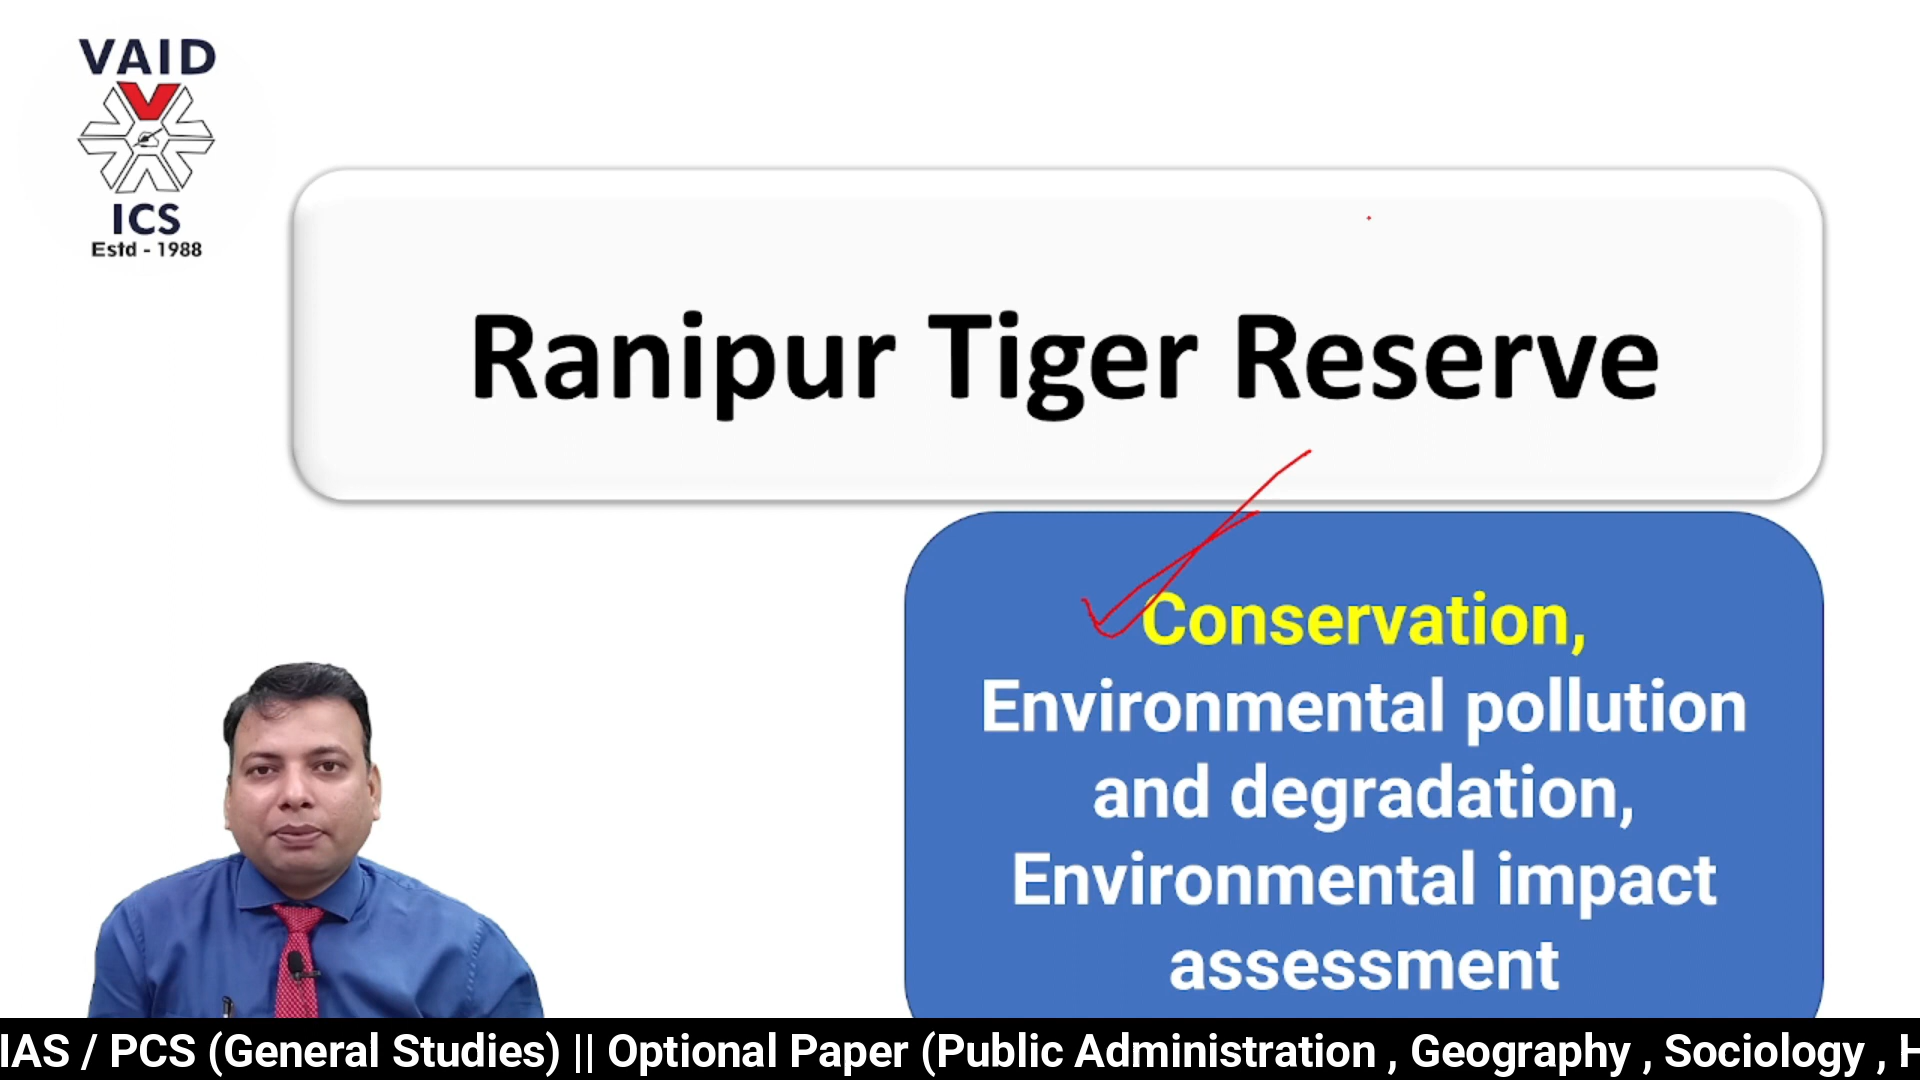 VAID
ICS
Estd - 1988
Ranipur Tiger Reserve
Conservation,
Environmental pollution
and degradation,
Environmental impact
assessment
IAS / PCS (General Studies) || Optional Paper (Public Administration , Geography , Sociology , H